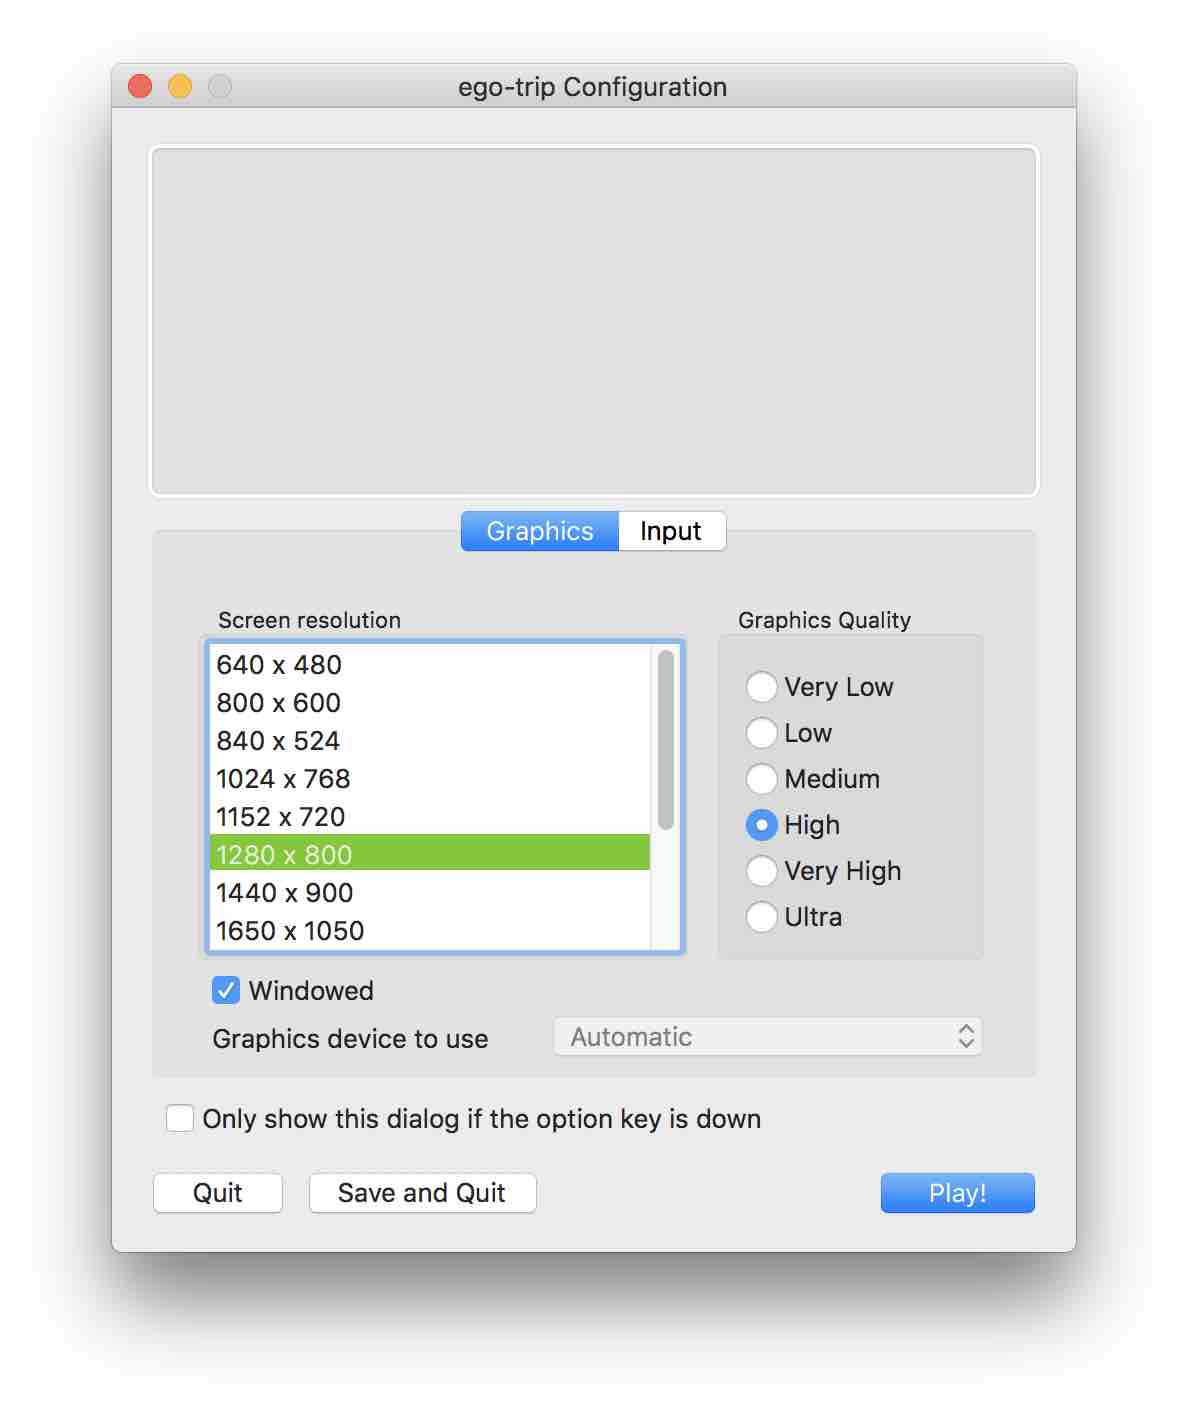 ego-trip Configuration
Graphics
Input
Screen resolution
640 x 480
800 x 600
840 x 524
1024 x 768
1152 x 720
1280 x 800
1440 x 900
1650 x 1050
Graphics Quality
Very Low
Low
Medium
High
Very High
Ultra
Windowed
Graphics device to use
Automatic
Only show this dialog if the option key is down
Quit
Save and Quit
Play!